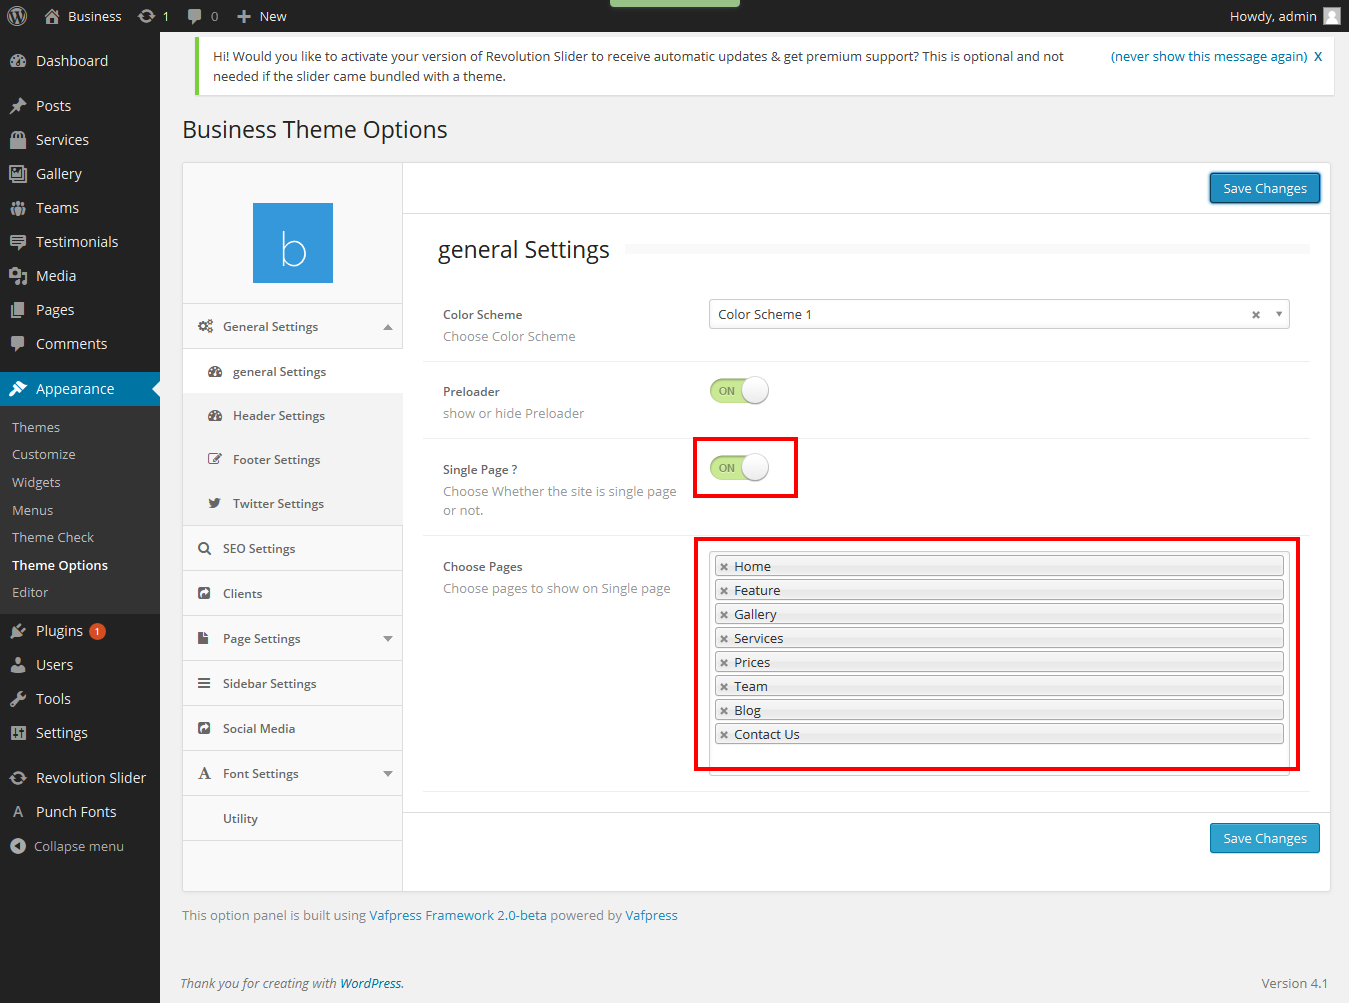 Business 1 0 New Howdy, admin
Dashboard
Posts
Services
Gallery
Teams
Testimonials
Media
Pages
Comments
Appearance
Themes
Customize
Widgets
Menus
Theme Check
Theme Options
Editor
Plugins 1
Users
Tools
Settings
Revolution Slider
Punch Fonts
Collapse menu
Hi! Would you like to activate your version of Revolution Slider to receive automatic updates & get premium support? This is optional and not
needed if the slider came bundled with a theme.
(never show this message again) X
Business Theme Options
b
General Settings
general Settings
Header Settings
Footer Settings
Twitter Settings
SEO Settings
Clients
Page Settings
Sidebar Settings
Social Media
Font Settings
Utility
Save Changes
general Settings
Color Scheme
Choose Color Scheme
Color Scheme 1
Preloader
show or hide Preloader
ON
Single Page ?
Choose Whether the site is single page
or not.
ON
Choose Pages
Choose pages to show on Single page
Home
Feature
Gallery
Services
Prices
Team
Blog
Contact Us
Save Changes
This option panel is built using Vafpress Framework 2.0-beta powered by Vafpress
Thank you for creating with WordPress.
Version 4.1